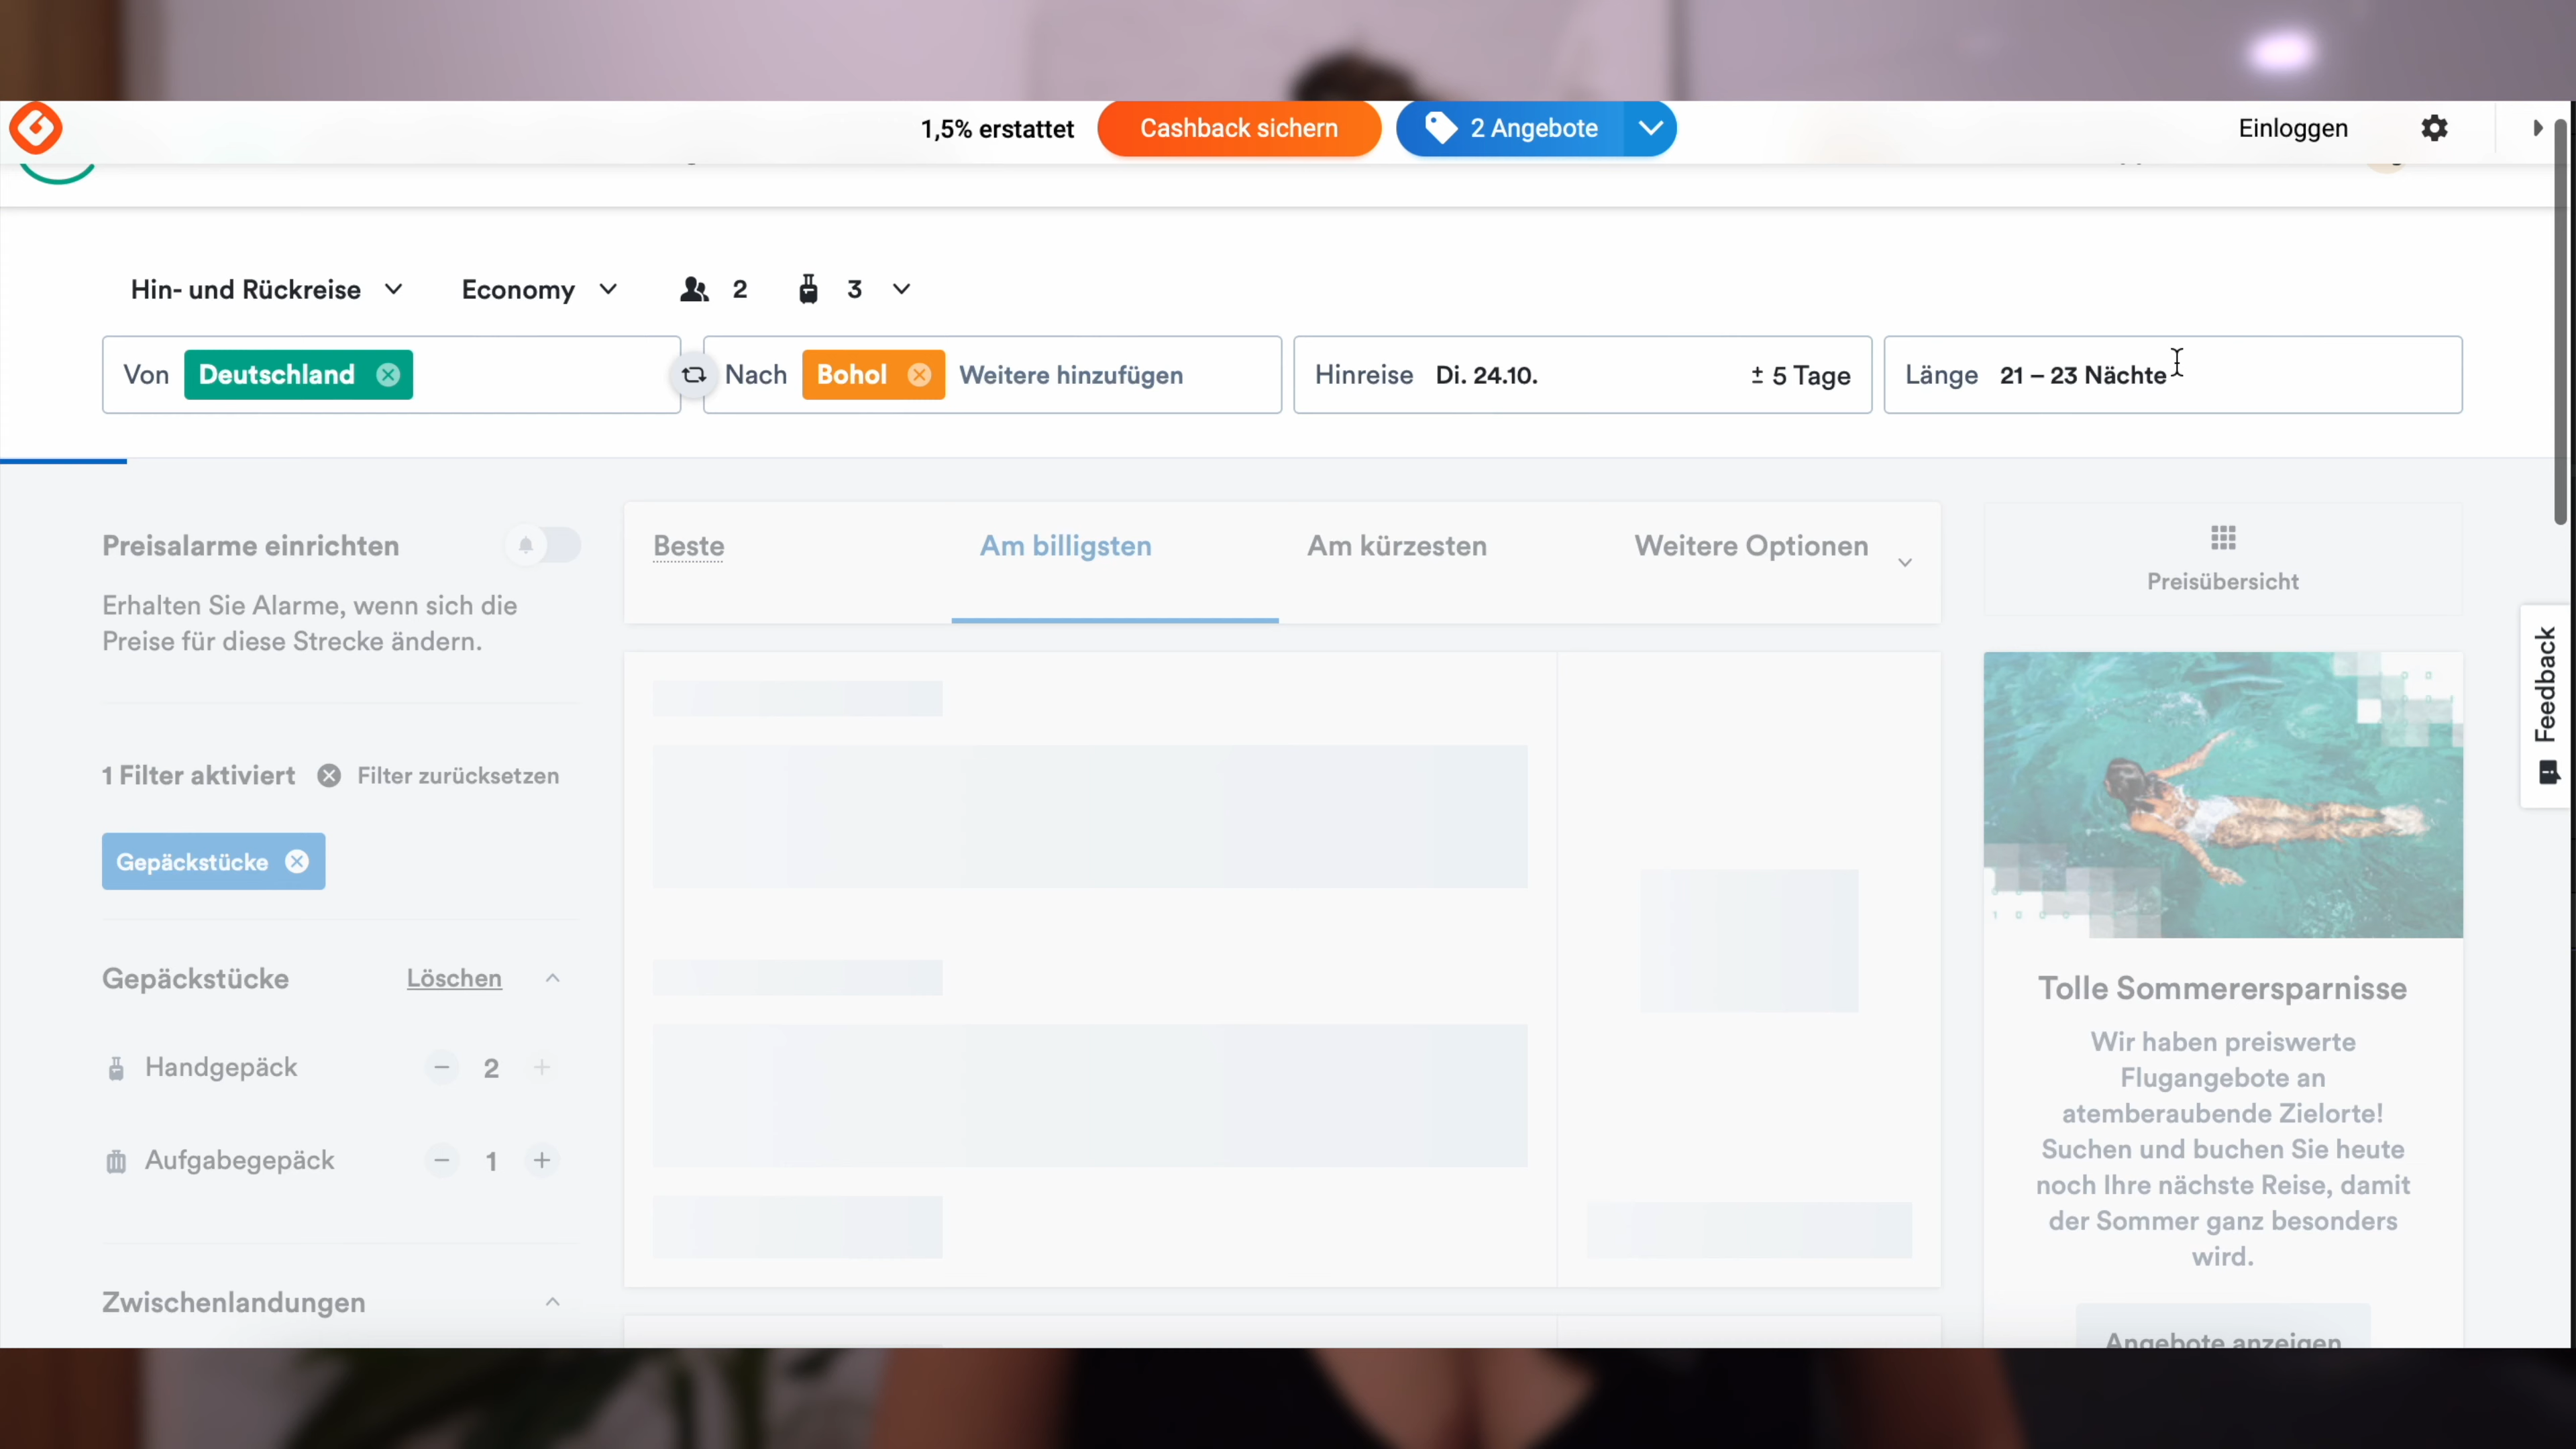 1,5% erstattet Cashback sichern 2 Angebote Einloggen
Hin- und Rückreise Economy 2 3
Von Deutschland Nach Bohol Weitere hinzufügen Hinreise Di. 24.10. ± 5 Tage Länge 21 – 23 Nächte
Preisalarme einrichten
Erhalten Sie Alarme, wenn sich die
Preise für diese Strecke ändern.
Beste Am billigsten Am kürzesten Weitere Optionen
Preisübersicht
Feedback
1 Filter aktiviert Filter zurücksetzen
Gepäckstücke
Gepäckstücke Löschen
Handgepäck − 2 +
Aufgabegepäck − 1 +
Zwischenlandungen
Tolle Sommerersparnisse
Wir haben preiswerte
Flugangebote an
atemberaubende Zielorte!
Suchen und buchen Sie heute
noch Ihre nächste Reise, damit
der Sommer ganz besonders
wird.
Angebote anzeigen